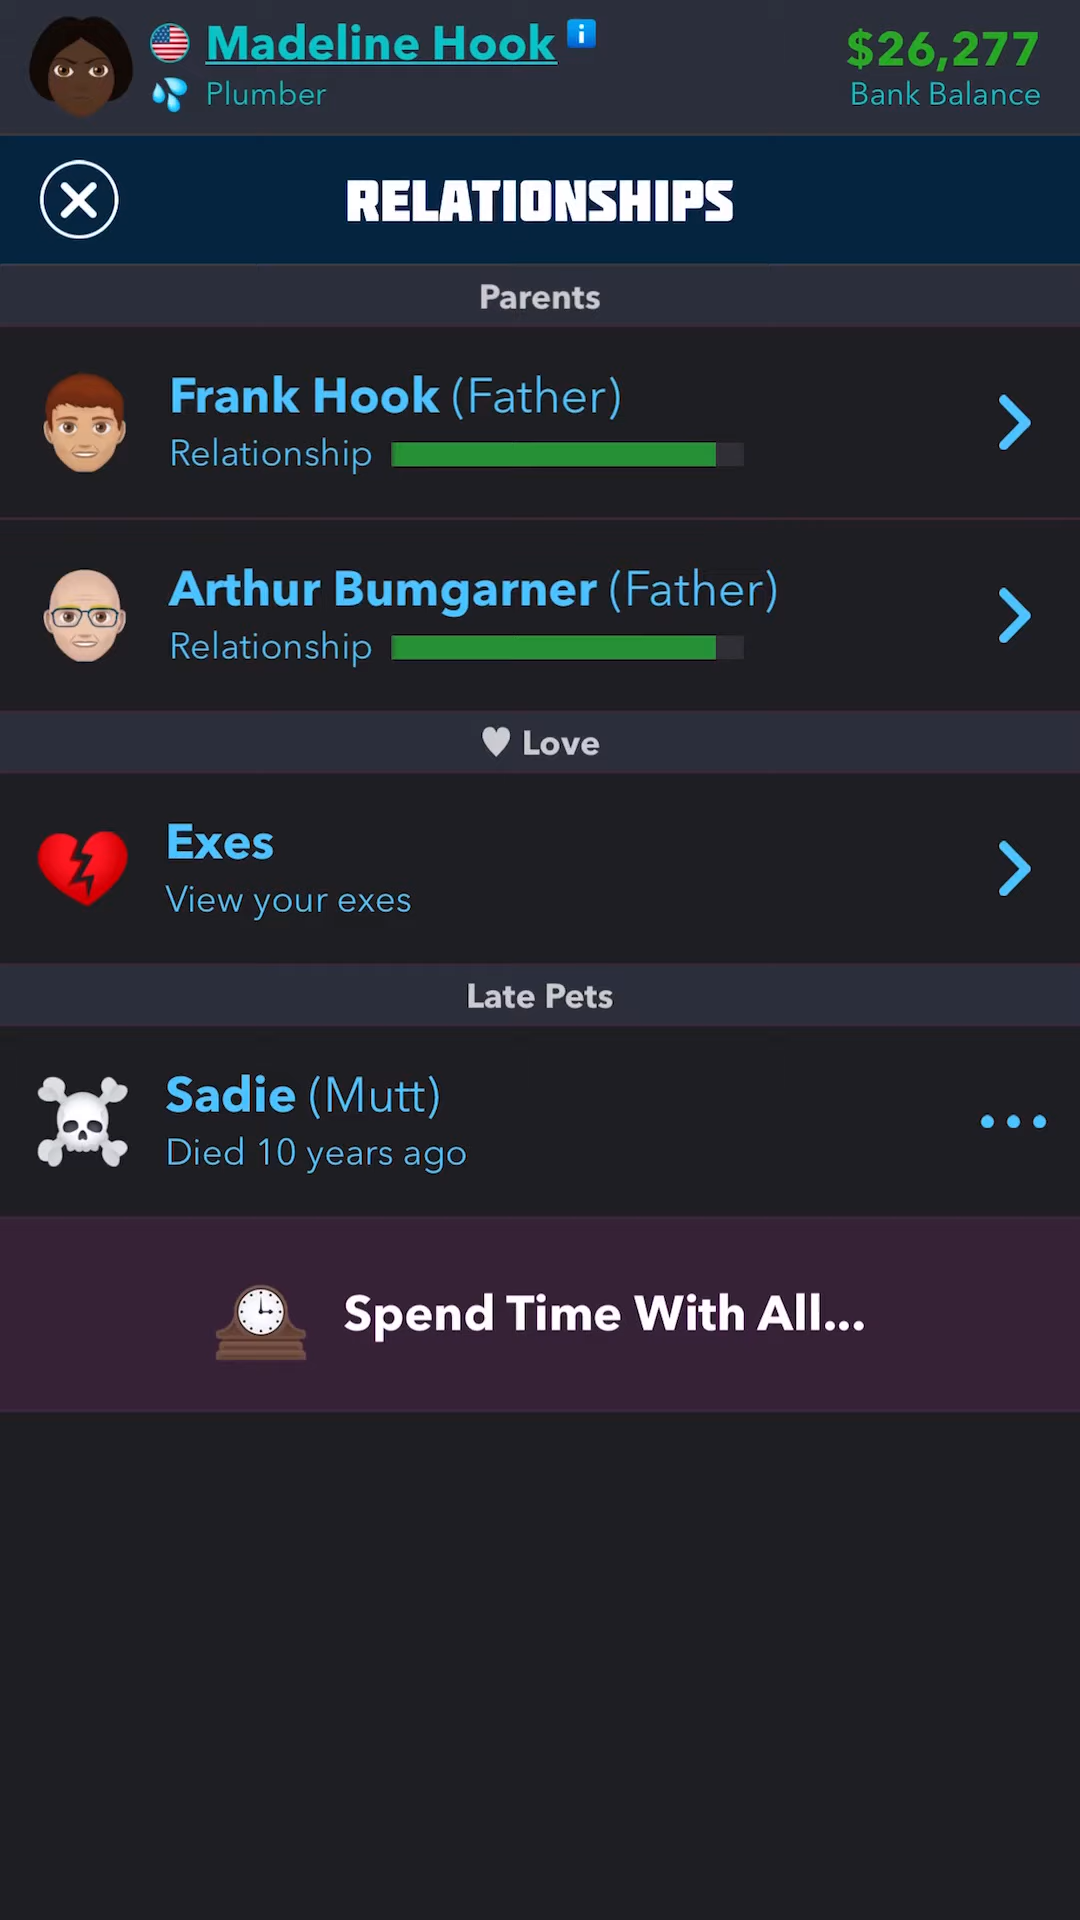 Madeline Hook
$26,277
Plumber
Bank Balance
RELATIONSHIPS
Parents
Frank Hook (Father)
Relationship
Arthur Bumgarner (Father)
Relationship
Love
Exes
View your exes
Late Pets
Sadie (Mutt)
Died 10 years ago
Spend Time With All...